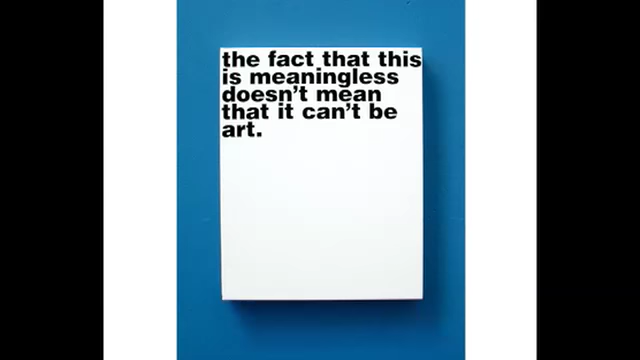 the fact that this
is meaningless
doesn't mean
that it can't be
art.